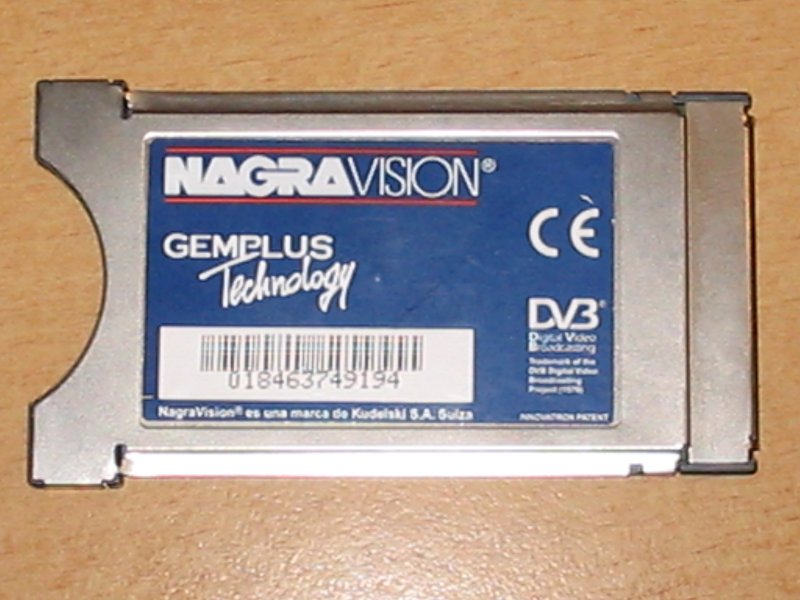 NAGRAVISION®
GEMPLUS
Technology
CE
DVB®
Digital Video
Broadcasting
Trademark of the
DVB Digital Video
Broadcasting
Project (1976)
018463749194
NagraVision® es una marca de Kudelski S.A. Suiza
INNOVATRON PATENT